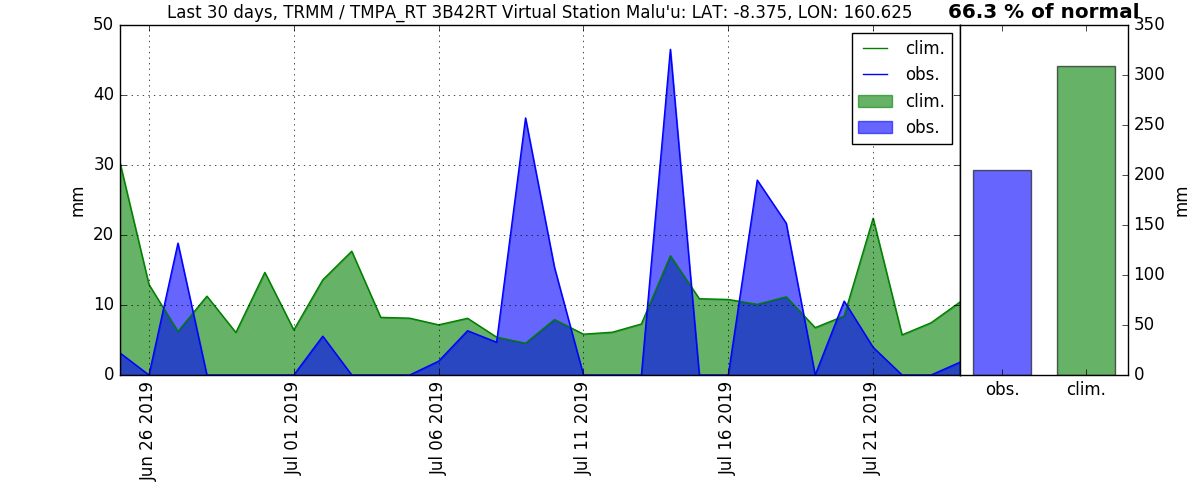 Last 30 days, TRMM / TMPA_RT 3B42RT Virtual Station Malu'u: LAT: -8.375, LON: 160.625
66.3 % of normal
50
40
30
20
10
0
mm
clim.
obs.
clim.
obs.
350
300
250
200
150
100
50
0
mm
Jun 26 2019
Jul 01 2019
Jul 06 2019
Jul 11 2019
Jul 16 2019
Jul 21 2019
obs.
clim.